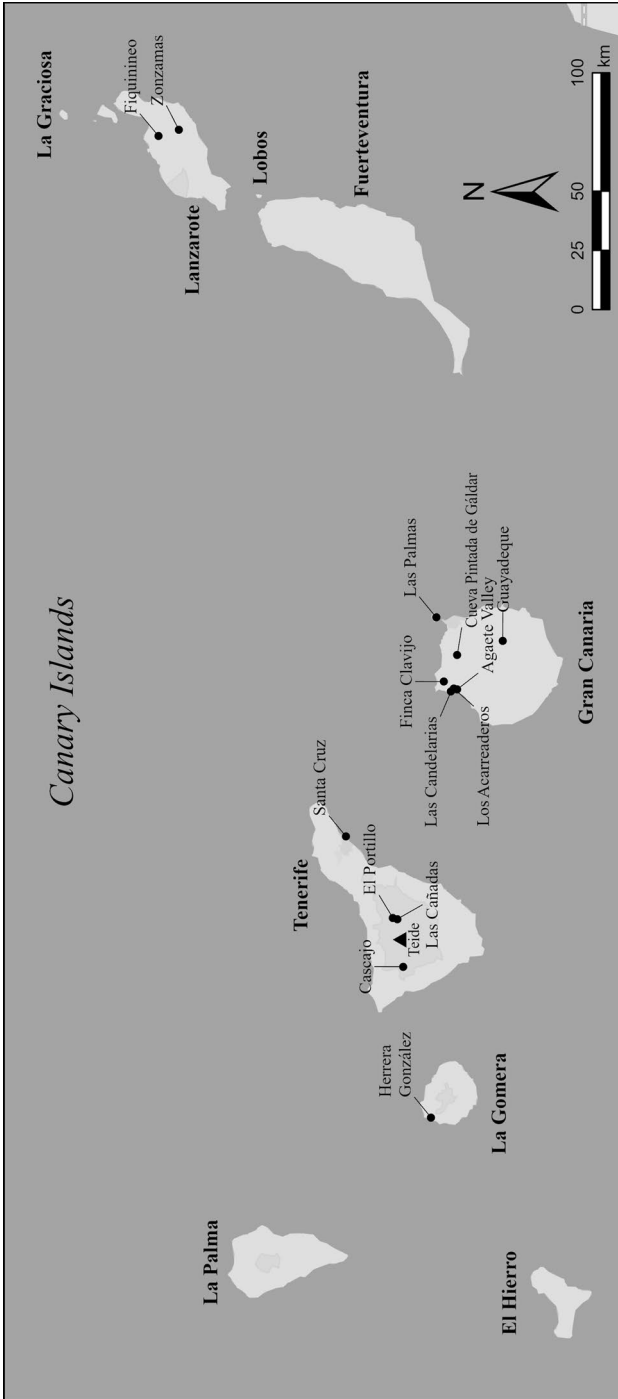 Canary Islands
La Palma
El Hierro
La Gomera
Herrera
González
Tenerife
Cascajo
Teide
El Portillo
Las Cañadas
Santa Cruz
Gran Canaria
Finca Clavijo
Las Candelarias
Los Acarreaderos
Agaete Valley
Las Palmas
Cueva Pintada de Gáldar
Guayadeque
Fuerteventura
Lobos
Lanzarote
Fiquinineo
Zonzamas
La Graciosa
N
0 25 50 100
km